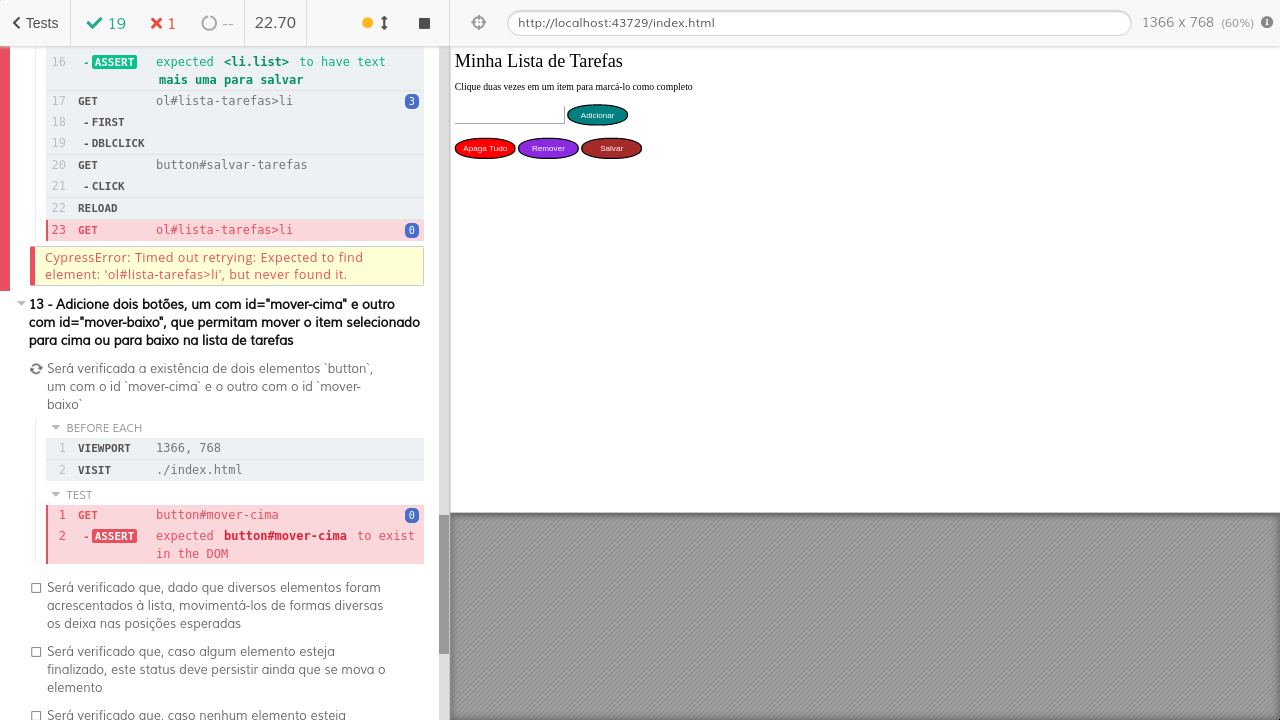 Tests
19
1
--
22.70
http://localhost:43729/index.html
1366 x 768 (60%)
16 - ASSERT expected <li.list> to have text
mais uma para salvar
17 GET ol#lista-tarefas>li 3
18 - FIRST
19 - DBLCLICK
20 GET button#salvar-tarefas
21 - CLICK
22 RELOAD
23 GET ol#lista-tarefas>li 0
CypressError: Timed out retrying: Expected to find
element: 'ol#lista-tarefas>li', but never found it.
13 - Adicione dois botões, um com id="mover-cima" e outro
com id="mover-baixo", que permitam mover o item selecionado
para cima ou para baixo na lista de tarefas
Será verificada a existência de dois elementos `button`,
um com o id `mover-cima` e o outro com o id `mover-
baixo`
BEFORE EACH
1 VIEWPORT 1366, 768
2 VISIT ./index.html
TEST
1 GET button#mover-cima 0
2 - ASSERT expected button#mover-cima to exist
in the DOM
Será verificado que, dado que diversos elementos foram
acrescentados à lista, movimentá-los de formas diversas
os deixa nas posições esperadas
Será verificado que, caso algum elemento esteja
finalizado, este status deve persistir ainda que se mova o
elemento
Será verificado que, caso nenhum elemento esteja
Minha Lista de Tarefas
Clique duas vezes em um item para marcá-lo como completo
Adicionar
Apaga Tudo
Remover
Salvar